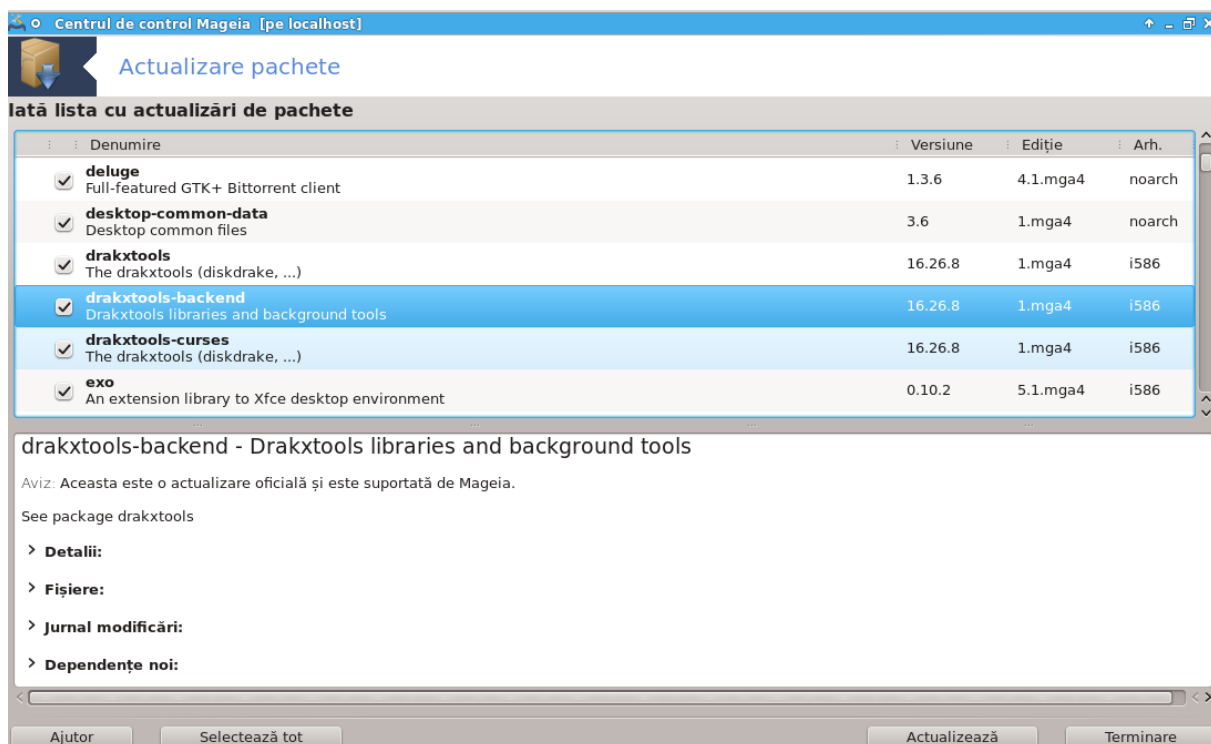 Centrul de control Mageia [pe localhost]
Actualizare pachete
Iată lista cu actualizări de pachete
Denumire Versiune Ediție Arh.
deluge
Full-featured GTK+ Bittorrent client
1.3.6 4.1.mga4 noarch
desktop-common-data
Desktop common files
3.6 1.mga4 noarch
drakxtools
The drakxtools (diskdrake, ...)
16.26.8 1.mga4 i586
drakxtools-backend
Drakxtools libraries and background tools
16.26.8 1.mga4 i586
drakxtools-curses
The drakxtools (diskdrake, ...)
16.26.8 1.mga4 i586
exo
An extension library to Xfce desktop environment
0.10.2 5.1.mga4 i586
drakxtools-backend - Drakxtools libraries and background tools
Aviz: Aceasta este o actualizare oficială și este suportată de Mageia.
See package drakxtools
Detalii:
Fișiere:
Jurnal modificări:
Dependențe noi:
Ajutor Selectează tot Actualizează Terminare